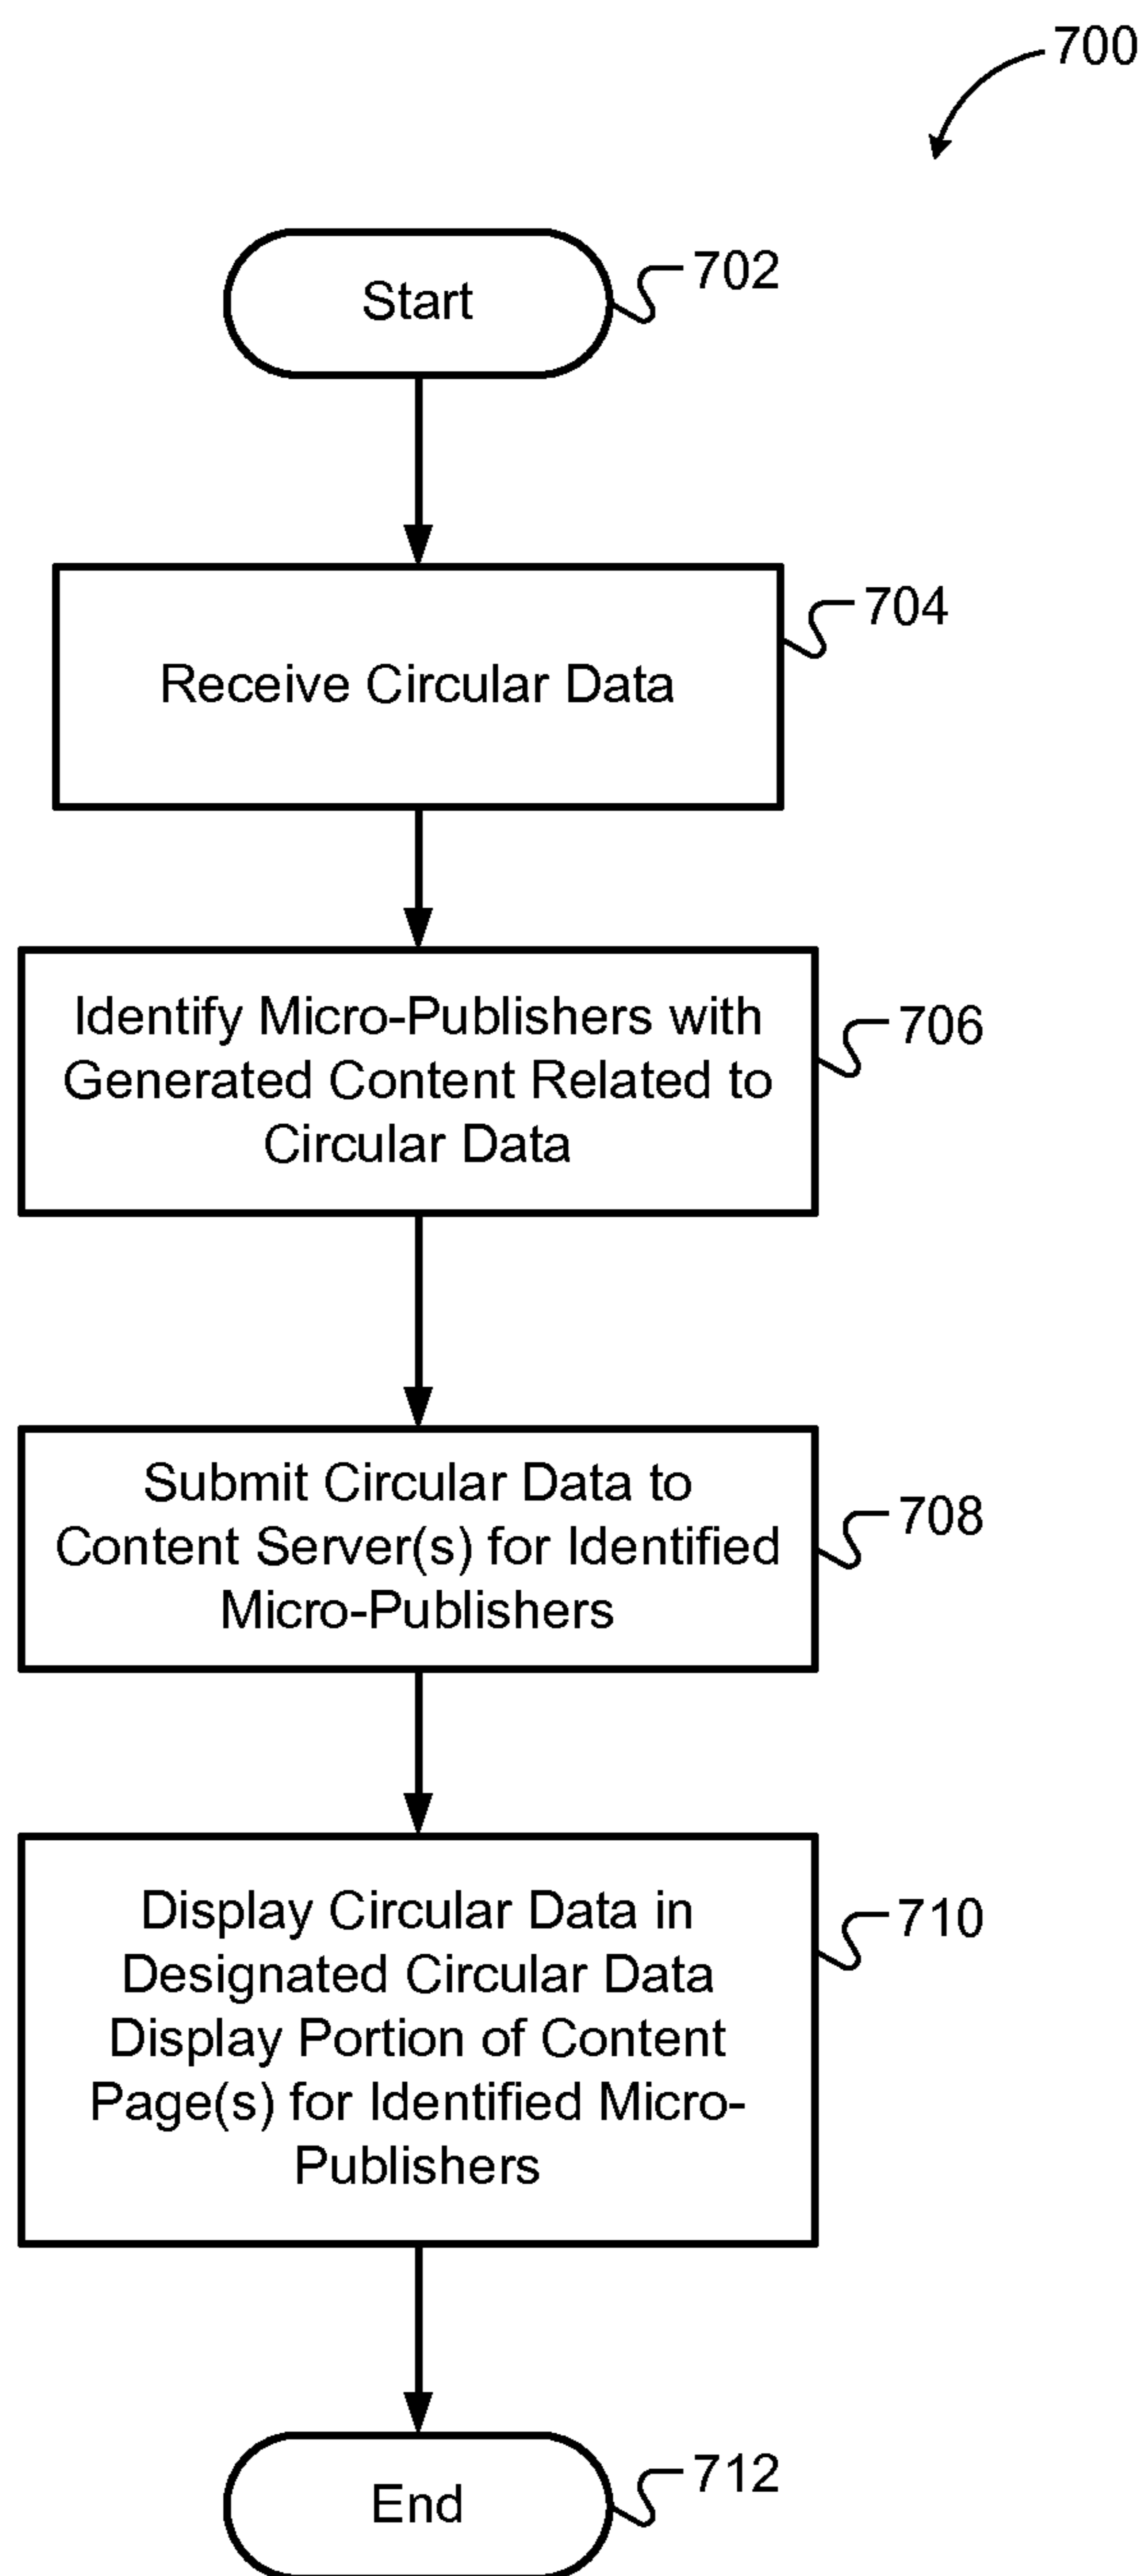 700
Start
702
Receive Circular Data
704
Identify Micro-Publishers with
Generated Content Related to
Circular Data
706
Submit Circular Data to
Content Server(s) for Identified
Micro-Publishers
708
Display Circular Data in
Designated Circular Data
Display Portion of Content
Page(s) for Identified Micro-
Publishers
710
End
712